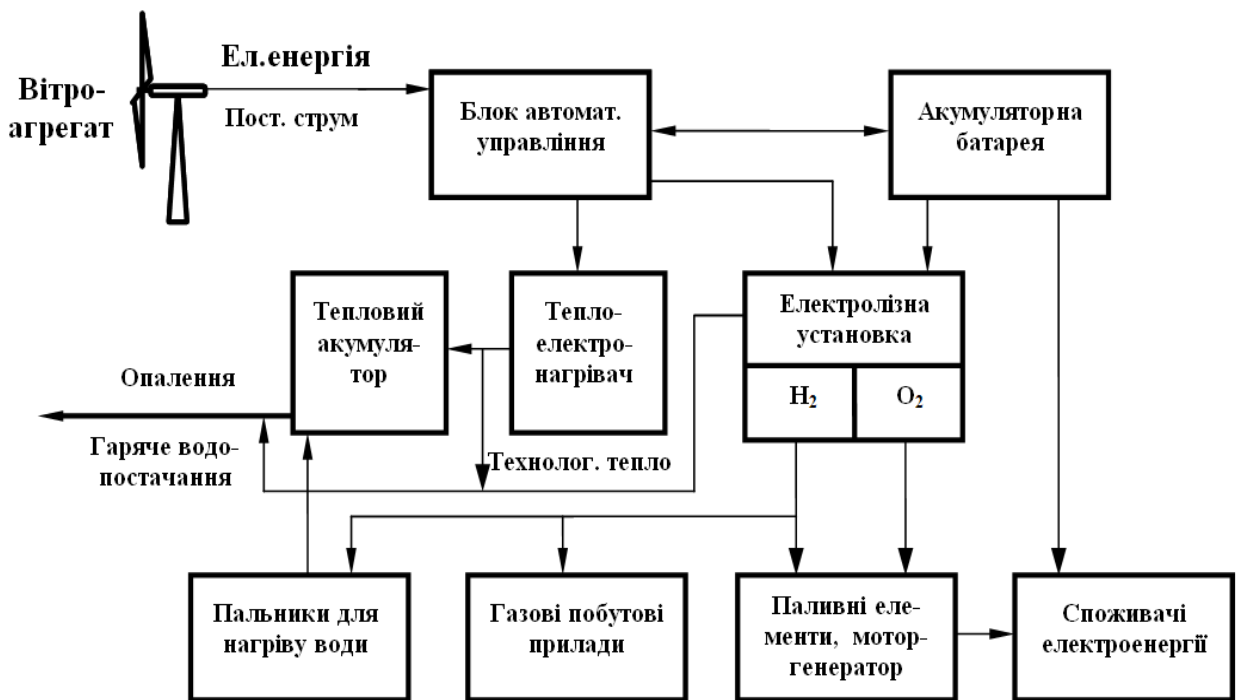 Ел.енергія
Вітро-
агрегат
Пост. струм
Блок автомат.
управління
Акумуляторна
батарея
Тепловий
акумуля-
тор
Тепло-
електро-
нагрівач
Електролізна
установка
H₂
O₂
Опалення
Гаряче водо-
постачання
Технолог. тепло
Пальники для
нагріву води
Газові побутові
прилади
Паливні еле-
менти, мотор-
генератор
Споживачі
електроенергії